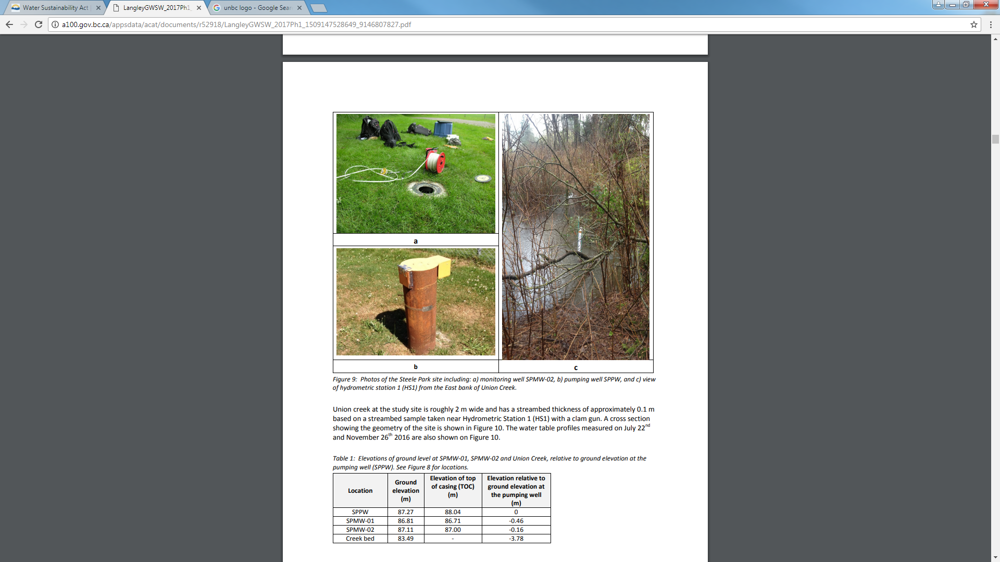 Water Sustainability Act
LangleyGWSW_2017Ph1_
unbc logo - Google Sear
a100.gov.bc.ca/appsdata/acat/documents/r52918/LangleyGWSW_2017Ph1_1509147528649_9146807827.pdf
a
b
c
Figure 9: Photos of the Steele Park site including: a) monitoring well SPMW-02, b) pumping well SPPW, and c) view
of hydrometric station 1 (HS1) from the East bank of Union Creek.
Union creek at the study site is roughly 2 m wide and has a streambed thickness of approximately 0.1 m
based on a streambed sample taken near Hydrometric Station 1 (HS1) with a clam gun. A cross section
showing the geometry of the site is shown in Figure 10. The water table profiles measured on July 22nd
and November 26th 2016 are also shown on Figure 10.
Table 1: Elevations of ground level at SPMW-01, SPMW-02 and Union Creek, relative to ground elevation at the
pumping well (SPPW). See Figure 8 for locations.
Location Ground elevation (m) Elevation of top of casing (TOC) (m) Elevation relative to ground elevation at the pumping well (m)
SPPW 87.27 88.04 0
SPMW-01 86.81 86.71 -0.46
SPMW-02 87.11 87.00 -0.16
Creek bed 83.49 - -3.78